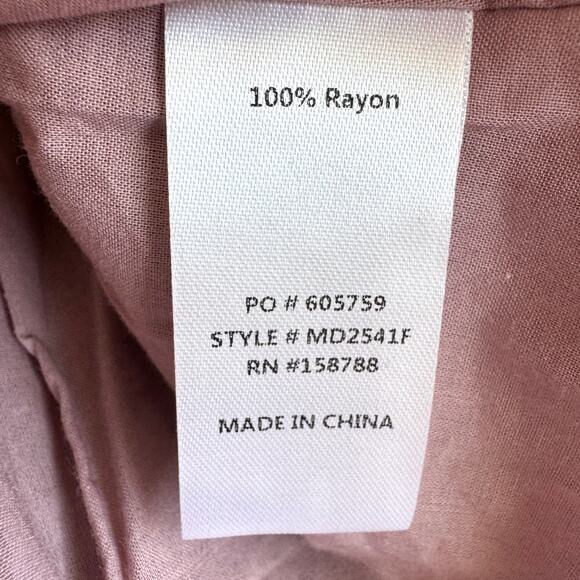 100% Rayon
PO # 605759
STYLE # MD2541F
RN #158788
MADE IN CHINA